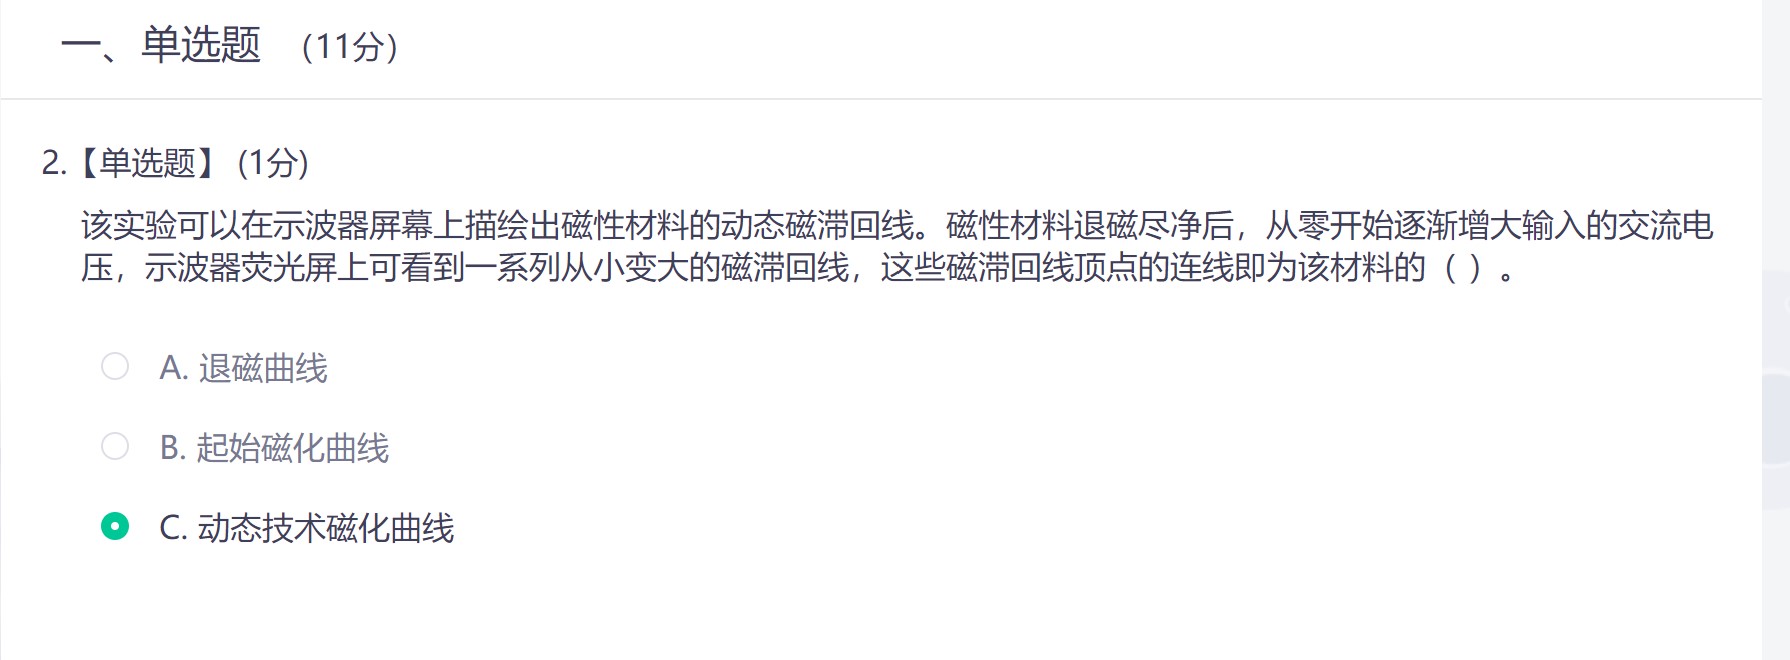 一、单选题 （11分）
2.【单选题】 (1分)
该实验可以在示波器屏幕上描绘出磁性材料的动态磁滞回线。磁性材料退磁尽净后，从零开始逐渐增大输入的交流电
压，示波器荧光屏上可看到一系列从小变大的磁滞回线，这些磁滞回线顶点的连线即为该材料的（ ）。
A. 退磁曲线
B. 起始磁化曲线
C. 动态技术磁化曲线